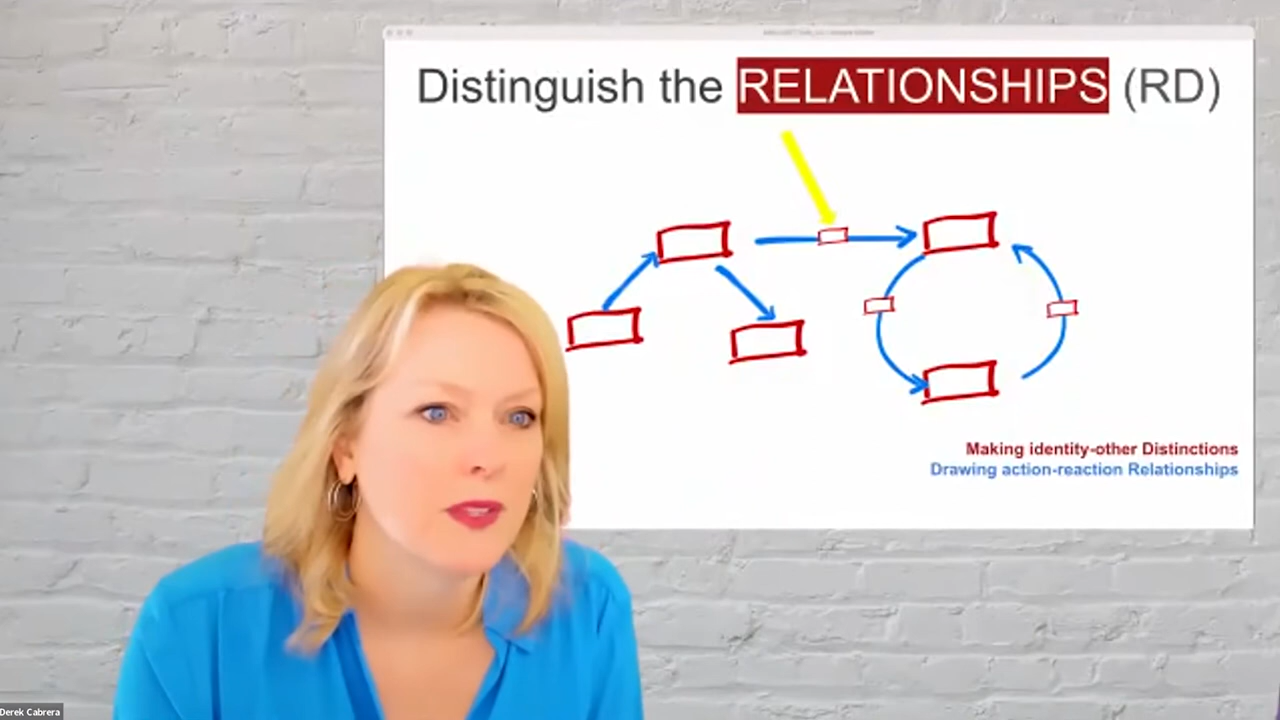 Distinguish the RELATIONSHIPS (RD)
Making identity-other Distinctions
Drawing action-reaction Relationships
Derek Cabrera